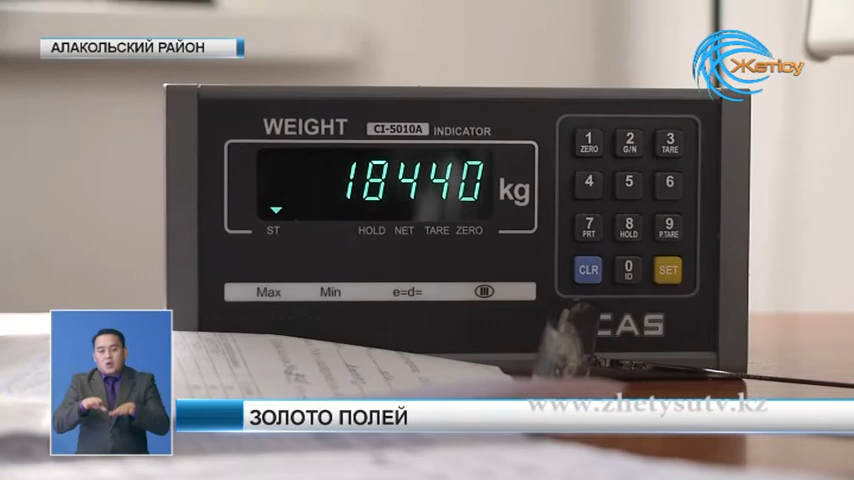 АЛАКОЛЬСКИЙ РАЙОН
Жетісу
WEIGHT CI-5010A INDICATOR
18440 kg
ST HOLD NET TARE ZERO
Max Min e=d= III
1 ZERO 2 G/N 3 TARE
4 5 6
7 PRT 8 HOLD 9 P.TARE
CLR 0 ID SET
CAS
www.zhetysutv.kz
ЗОЛОТО ПОЛЕЙ